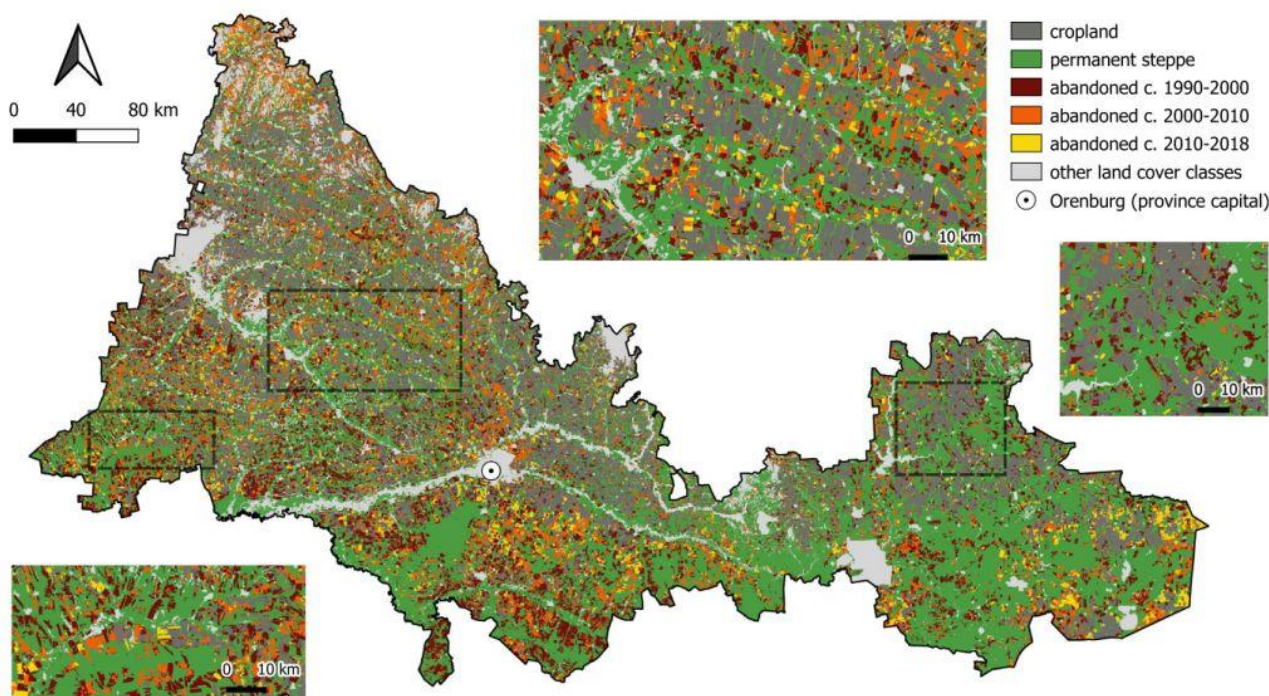 0 40 80 km
cropland
permanent steppe
abandoned c. 1990-2000
abandoned c. 2000-2010
abandoned c. 2010-2018
other land cover classes
Orenburg (province capital)
0 10 km
0 10 km
0 10 km